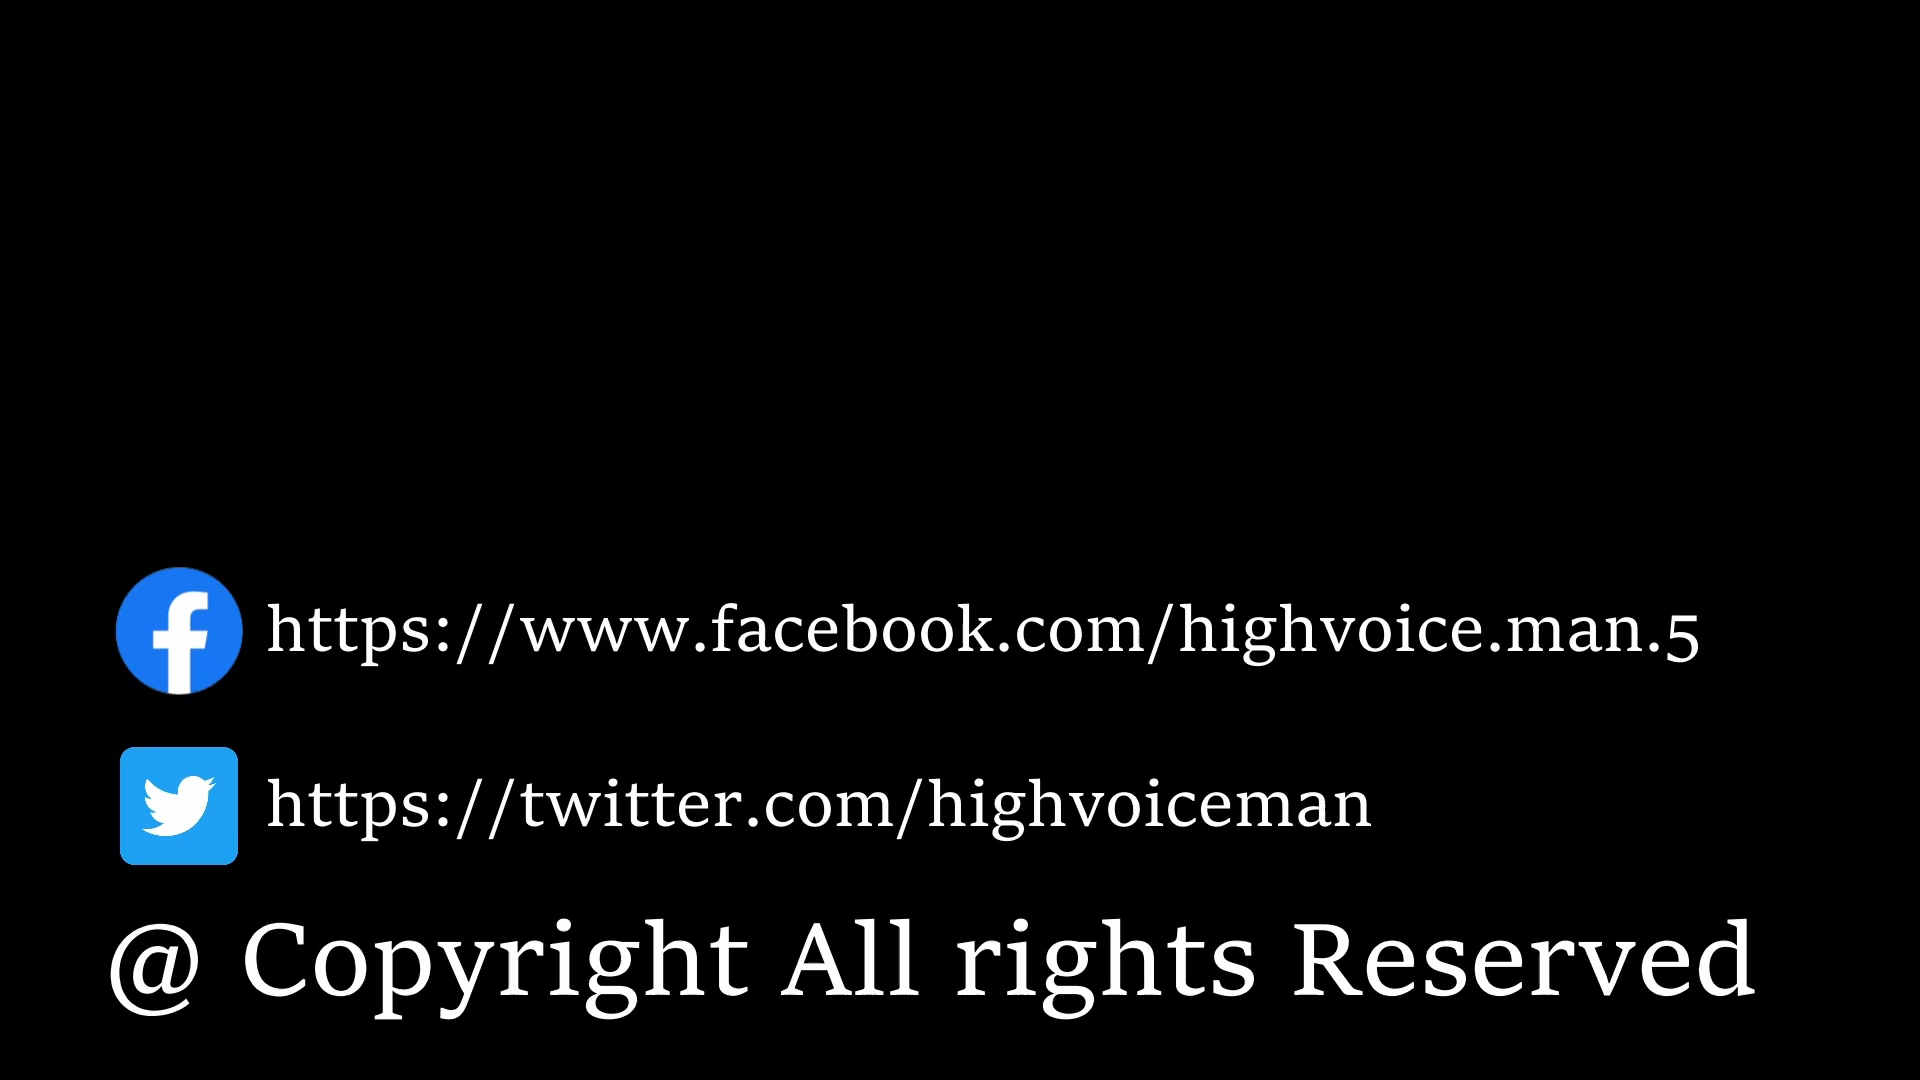 https://www.facebook.com/highvoice.man.5
https://twitter.com/highvoiceman
@ Copyright All rights Reserved